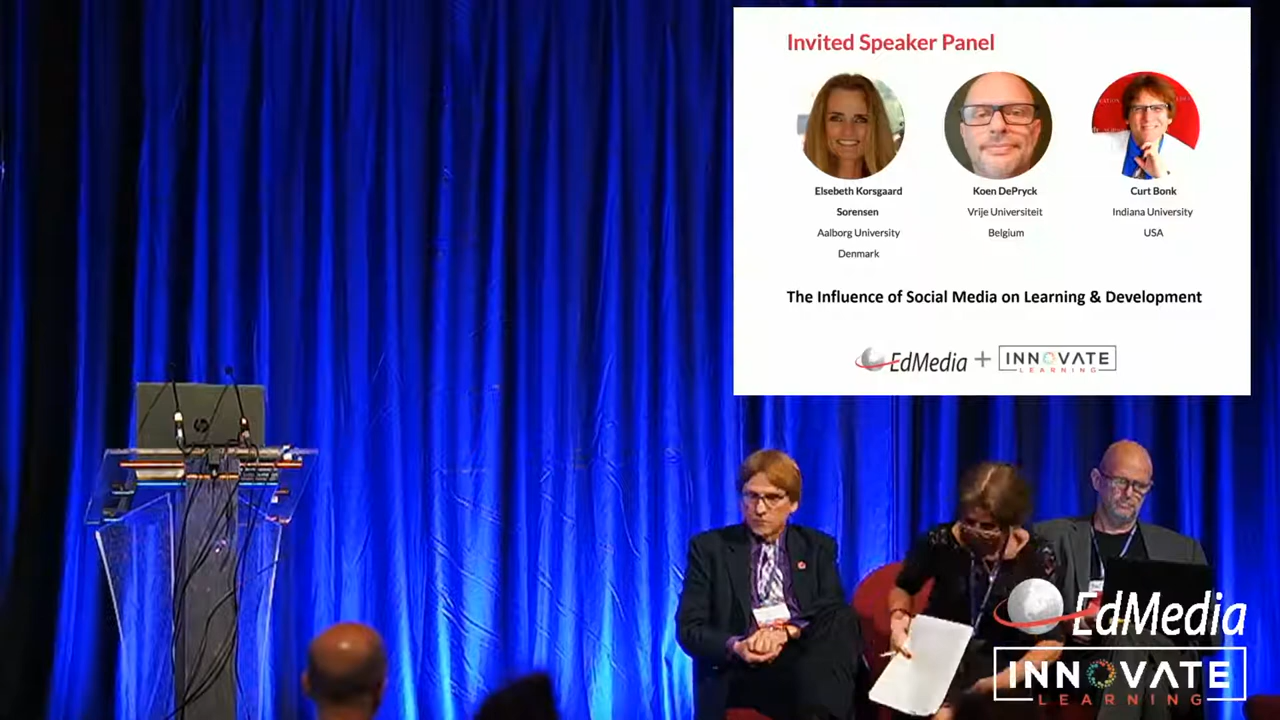 Invited Speaker Panel
Elsebeth Korsgaard
Sorensen
Aalborg University
Denmark
Koen DePryck
Vrije Universiteit
Belgium
Curt Bonk
Indiana University
USA
The Influence of Social Media on Learning & Development
EdMedia + INNOVATE
LEARNING
hp
EdMedia
INNOVATE
LEARNING